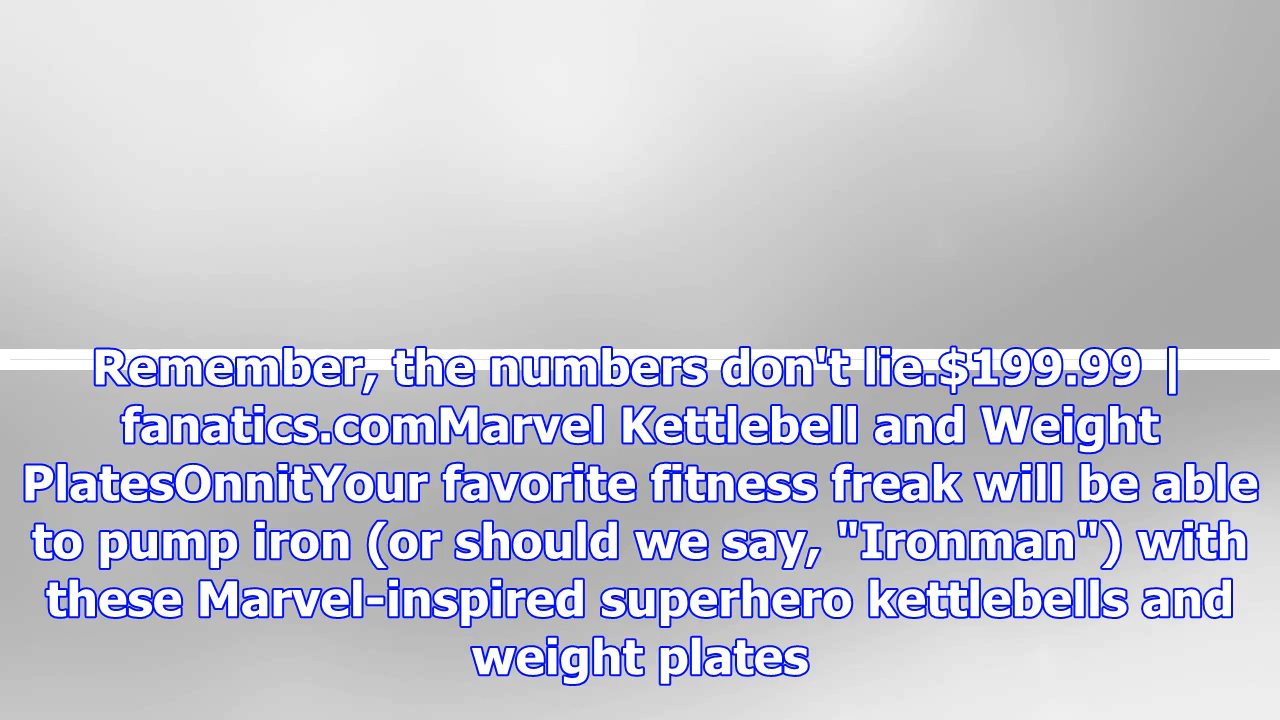 Remember, the numbers don't lie.$199.99 |
fanatics.comMarvel Kettlebell and Weight
PlatesOnnitYour favorite fitness freak will be able
to pump iron (or should we say, "Ironman") with
these Marvel-inspired superhero kettlebells and
weight plates